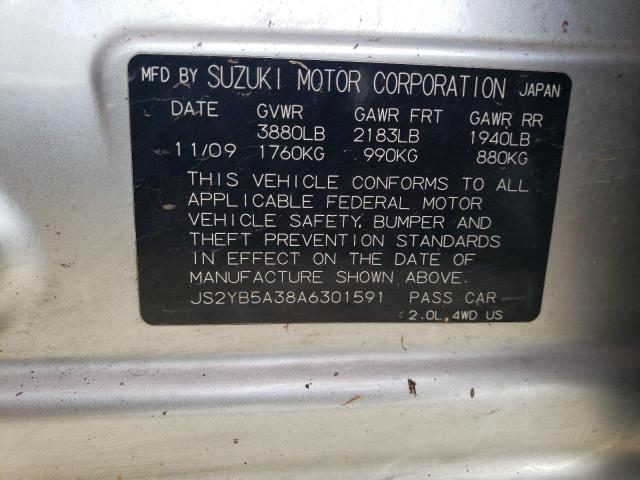 MFD BY SUZUKI MOTOR CORPORATION JAPAN
DATE GVWR GAWR FRT GAWR RR
3880LB 2183LB 1940LB
11/09 1760KG 990KG 880KG
THIS VEHICLE CONFORMS TO ALL
APPLICABLE FEDERAL MOTOR
VEHICLE SAFETY, BUMPER AND
THEFT PREVENTION STANDARDS
IN EFFECT ON THE DATE OF
MANUFACTURE SHOWN ABOVE.
JS2YB5A38A6301591 PASS CAR
2.0L, 4WD US